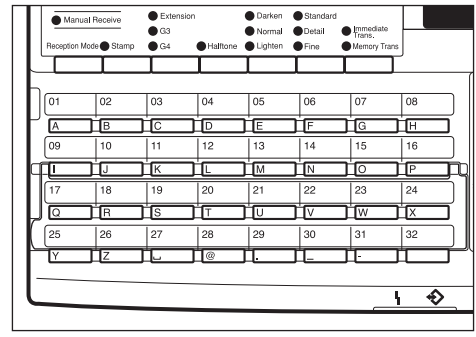 Extension Darken Standard
Manual Receive G3 Normal Detail Immediate Trans.
Reception Mode Stamp G4 Halftone Lighten Fine Memory Trans
01 02 03 04 05 06 07 08
A B C D E F G H
09 10 11 12 13 14 15 16
I J K L M N O P
17 18 19 20 21 22 23 24
Q R S T U V W X
25 26 27 28 29 30 31 32
Y Z ⌴ @ . _ -